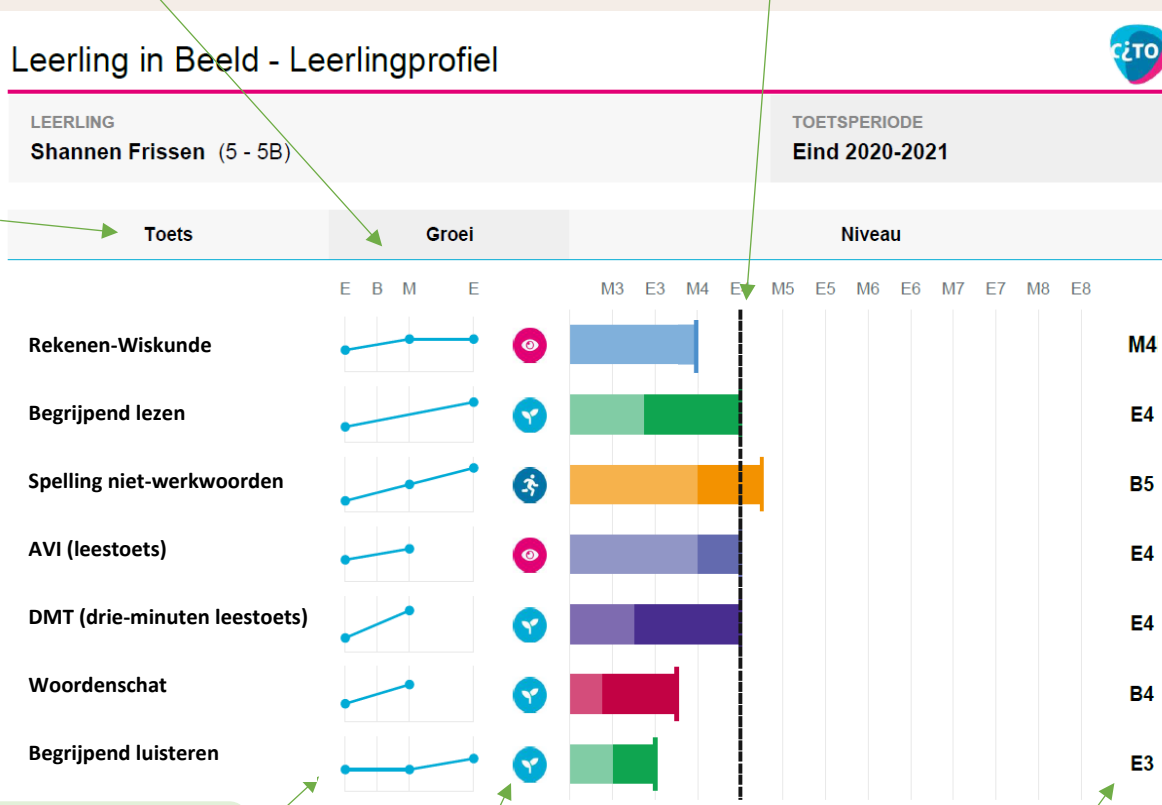 Leerling in Beeld - Leerlingprofiel
cito
LEERLING
Shannen Frissen (5 - 5B)
TOETSPERIODE
Eind 2020-2021
Toets Groei Niveau
E B M E M3 E3 M4 E M5 E5 M6 E6 M7 E7 M8 E8
Rekenen-Wiskunde M4
Begrijpend lezen E4
Spelling niet-werkwoorden B5
AVI (leestoets) E4
DMT (drie-minuten leestoets) E4
Woordenschat B4
Begrijpend luisteren E3